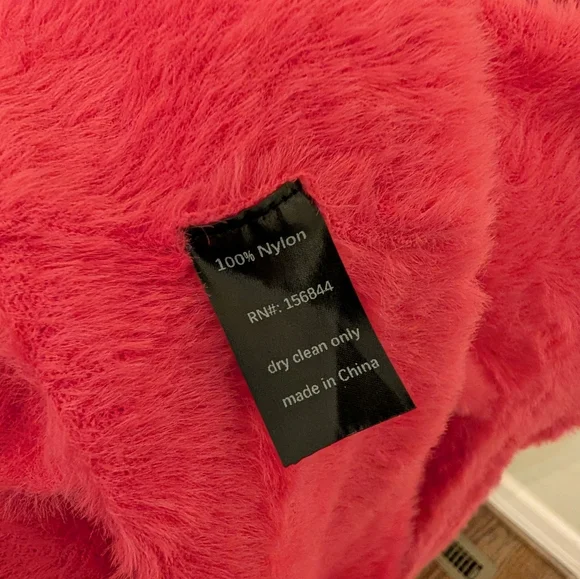 100% Nylon
RN#: 156844
dry clean only
made in China